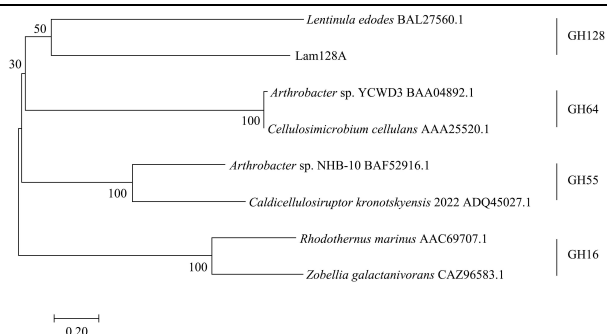 50
Lentinula edodes BAL27560.1
GH128
Lam128A
30
Arthrobacter sp. YCWD3 BAA04892.1
GH64
100
Cellulosimicrobium cellulans AAA25520.1
Arthrobacter sp. NHB-10 BAF52916.1
GH55
100
Caldicellulosiruptor kronotskyensis 2022 ADQ45027.1
Rhodothernus marinus AAC69707.1
GH16
100
Zobellia galactanivorans CAZ96583.1
0.20